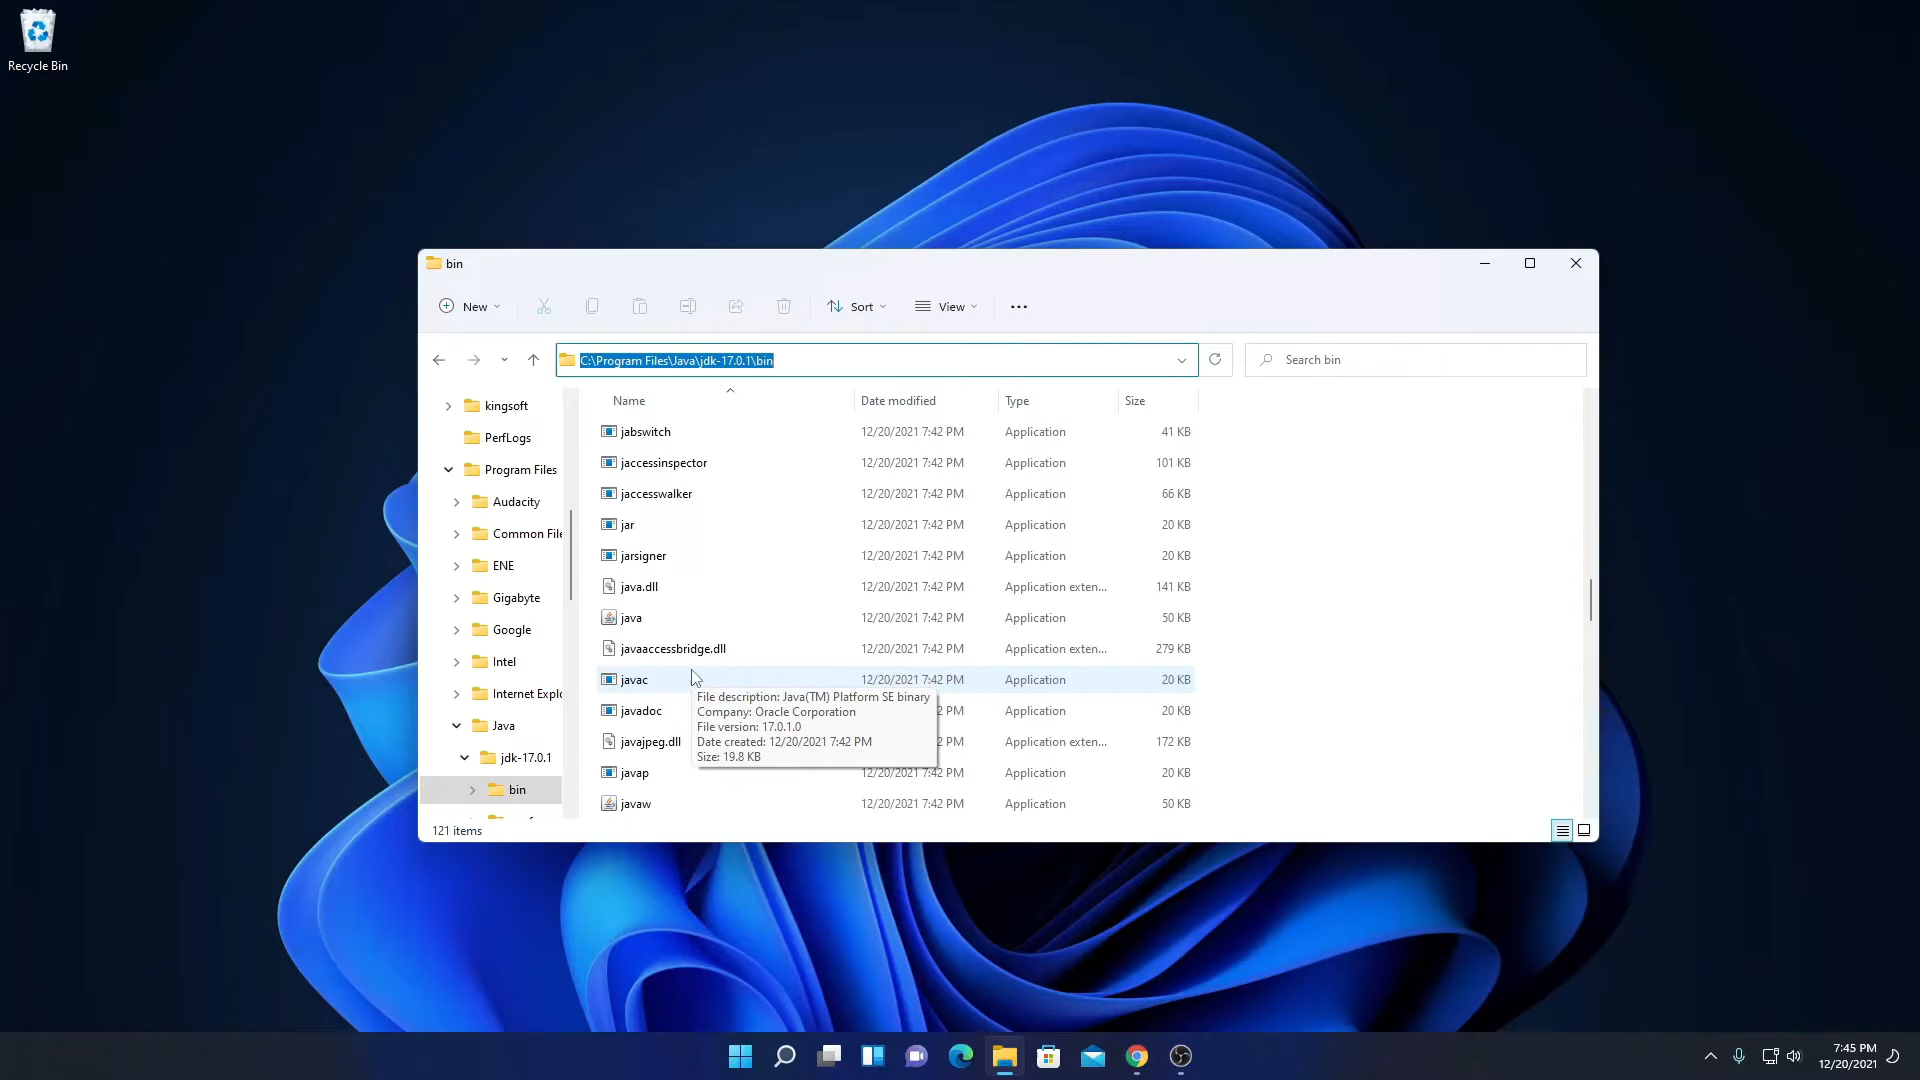 Recycle Bin
bin
New
Sort
View
C:\Program Files\Java\jdk-17.0.1\bin
Search bin
kingsoft
PerfLogs
Program Files
Audacity
Common File
ENE
Gigabyte
Google
Intel
Internet Explo
Java
jdk-17.0.1
bin
Name Date modified Type Size
jabswitch 12/20/2021 7:42 PM Application 41 KB
jaccessinspector 12/20/2021 7:42 PM Application 101 KB
jaccesswalker 12/20/2021 7:42 PM Application 66 KB
jar 12/20/2021 7:42 PM Application 20 KB
jarsigner 12/20/2021 7:42 PM Application 20 KB
java.dll 12/20/2021 7:42 PM Application exten... 141 KB
java 12/20/2021 7:42 PM Application 50 KB
javaaccessbridge.dll 12/20/2021 7:42 PM Application exten... 279 KB
javac 12/20/2021 7:42 PM Application 20 KB
javadoc 2 PM Application 20 KB
javajpeg.dll 2 PM Application exten... 172 KB
javap 12/20/2021 7:42 PM Application 20 KB
javaw 12/20/2021 7:42 PM Application 50 KB
File description: Java(TM) Platform SE binary
Company: Oracle Corporation
File version: 17.0.1.0
Date created: 12/20/2021 7:42 PM
Size: 19.8 KB
121 items
7:45 PM
12/20/2021